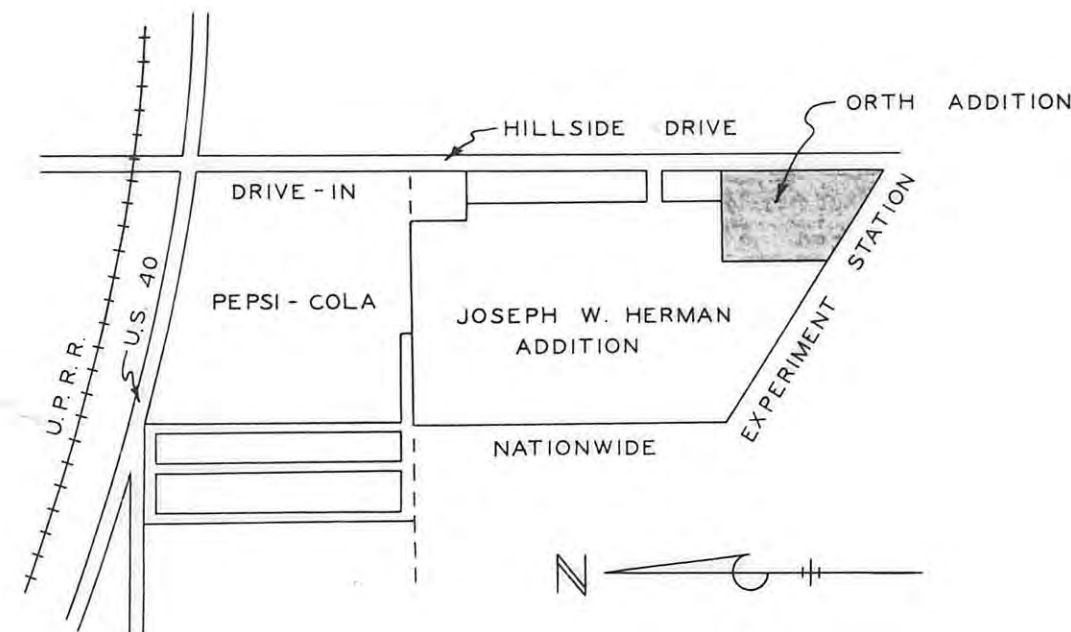 ORTH ADDITION
HILLSIDE DRIVE
DRIVE - IN
U.S. 40
PEPSI - COLA
JOSEPH W. HERMAN
ADDITION
U.P.R.R.
EXPERIMENT STATION
NATIONWIDE
N